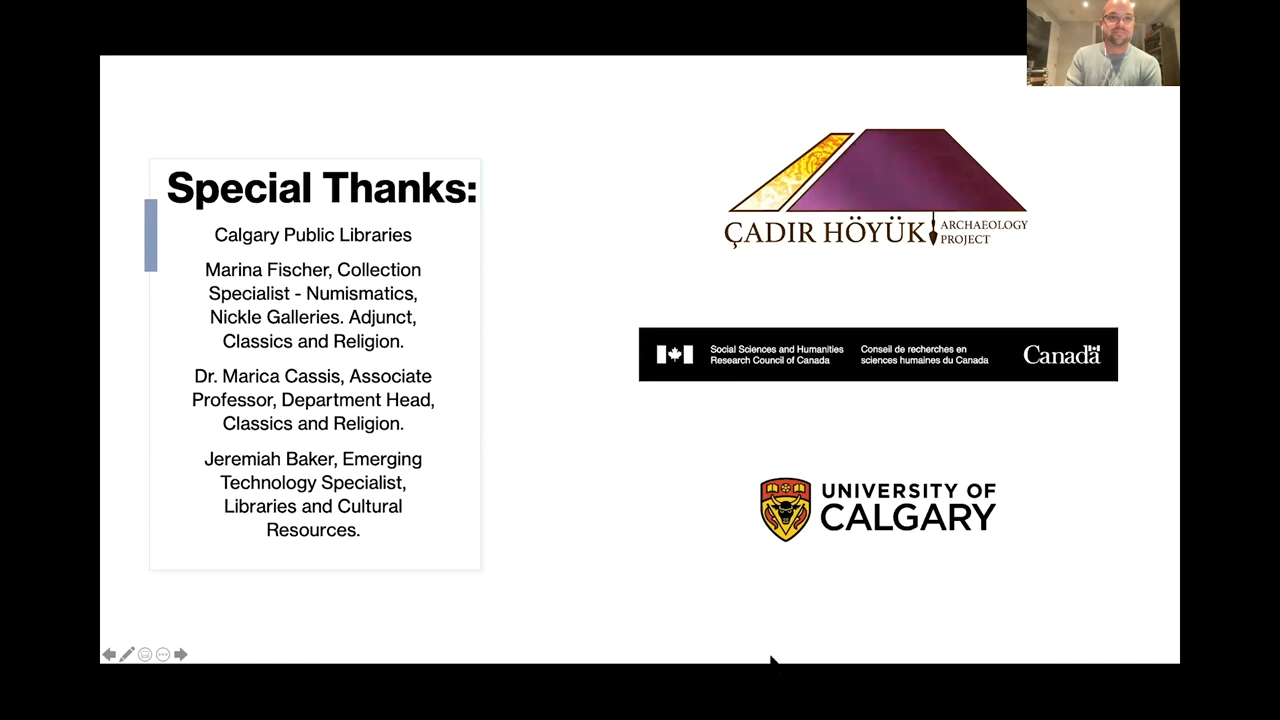 Special Thanks:
Calgary Public Libraries
Marina Fischer, Collection
Specialist - Numismatics,
Nickle Galleries. Adjunct,
Classics and Religion.
Dr. Marica Cassis, Associate
Professor, Department Head,
Classics and Religion.
Jeremiah Baker, Emerging
Technology Specialist,
Libraries and Cultural
Resources.
ÇADIR HÖYÜK
ARCHAEOLOGY
PROJECT
Social Sciences and Humanities
Research Council of Canada
Conseil de recherches en
sciences humaines du Canada
Canada
UNIVERSITY OF
CALGARY